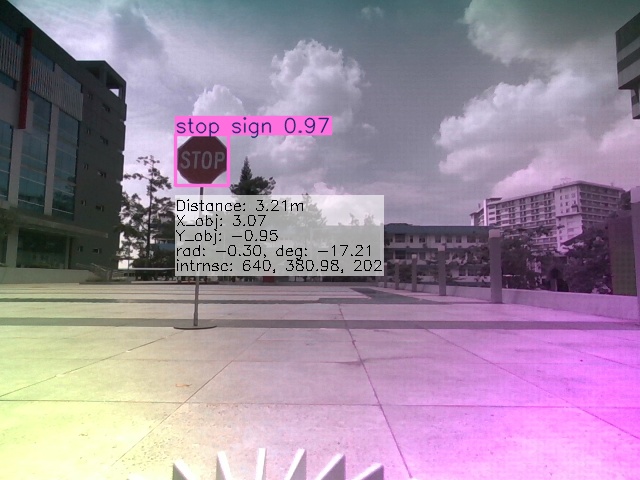 stop sign 0.97
STOP
Distance: 3.21m
X_obj: 3.07
Y_obj: -0.95
rad: -0.30, deg: -17.21
intrnsc: 640, 380.98, 202